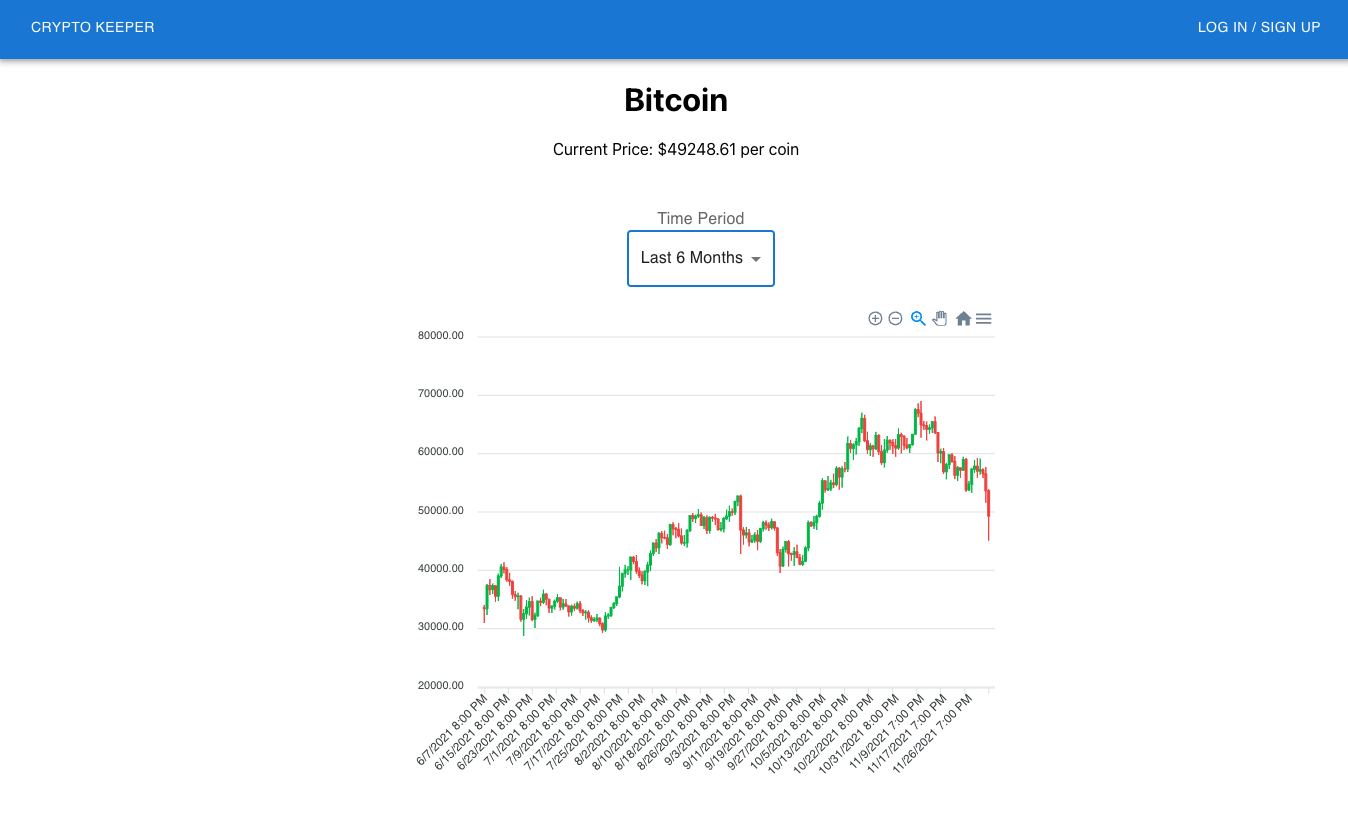 CRYPTO KEEPER
LOG IN / SIGN UP
Bitcoin
Current Price: $49248.61 per coin
Time Period
Last 6 Months
80000.00
70000.00
60000.00
50000.00
40000.00
30000.00
20000.00
6/7/2021 8:00 PM
6/15/2021 8:00 PM
6/23/2021 8:00 PM
7/1/2021 8:00 PM
7/9/2021 8:00 PM
7/17/2021 8:00 PM
7/25/2021 8:00 PM
8/2/2021 8:00 PM
8/10/2021 8:00 PM
8/18/2021 8:00 PM
8/26/2021 8:00 PM
9/3/2021 8:00 PM
9/11/2021 8:00 PM
9/19/2021 8:00 PM
9/27/2021 8:00 PM
10/5/2021 8:00 PM
10/13/2021 8:00 PM
10/22/2021 8:00 PM
10/31/2021 8:00 PM
11/9/2021 7:00 PM
11/17/2021 7:00 PM
11/26/2021 7:00 PM